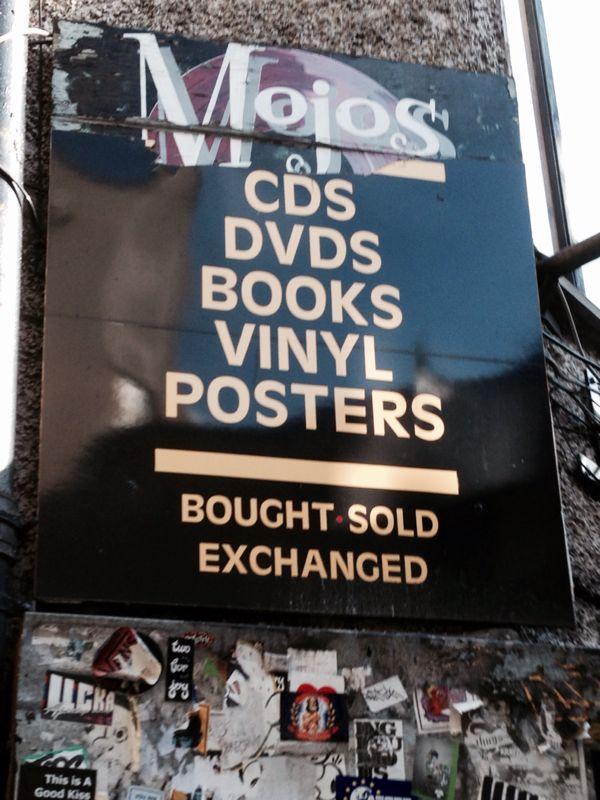 Mojos
CDS
DVDS
BOOKS
VINYL
POSTERS
BOUGHT·SOLD
EXCHANGED
two
for
joy
This is A
Good Kiss